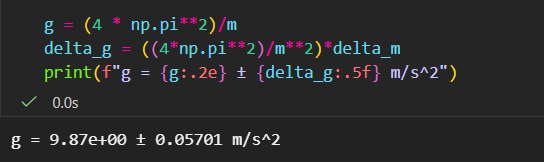 g = (4 * np.pi**2)/m
delta_g = ((4*np.pi**2)/m**2)*delta_m
print(f"g = {g:.2e} ± {delta_g:.5f} m/s^2")
0.0s
g = 9.87e+00 ± 0.05701 m/s^2